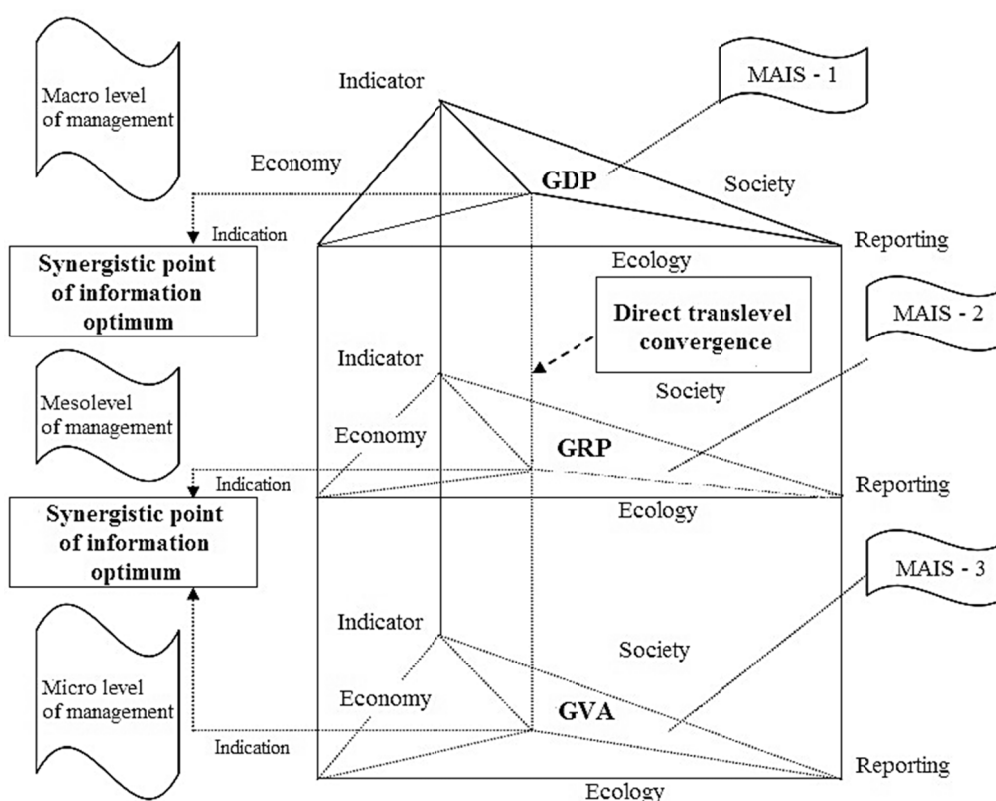 MAIS - 1
Indicator
Macro level
of management
Economy
GDP
Society
Indication
Reporting
Ecology
Synergistic point
of information
optimum
MAIS - 2
Direct translevel
convergence
Indicator
Society
Mesolevel
of management
Economy
GRP
Indication
Reporting
Ecology
Synergistic point
of information
optimum
MAIS - 3
Indicator
Society
Micro level
of management
Economy
GVA
Indication
Reporting
Ecology